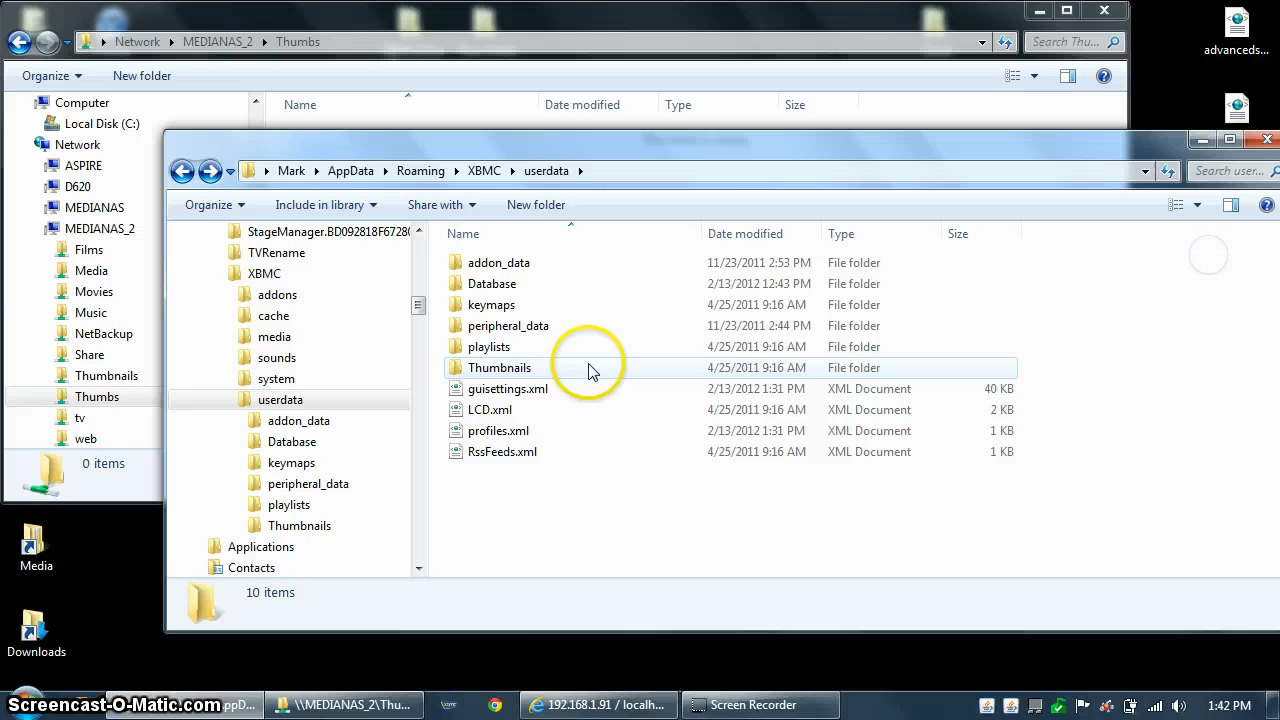 advanceds...
Network MEDIANAS_2 Thumbs Search Thu...
Organize New folder
Name Date modified Type Size
Computer
Local Disk (C:)
Network
ASPIRE
D620
MEDIANAS
MEDIANAS_2
Films
Media
Movies
Music
NetBackup
Share
Thumbnails
Thumbs
tv
web
0 items
Mark AppData Roaming XBMC userdata Search user...
Organize Include in library Share with New folder
StageManager.BD092818F67280
TVRename
XBMC
addons
cache
media
sounds
system
userdata
addon_data
Database
keymaps
peripheral_data
playlists
Thumbnails
Applications
Contacts
Name Date modified Type Size
addon_data 11/23/2011 2:53 PM File folder
Database 2/13/2012 12:43 PM File folder
keymaps 4/25/2011 9:16 AM File folder
peripheral_data 11/23/2011 2:44 PM File folder
playlists 4/25/2011 9:16 AM File folder
Thumbnails 4/25/2011 9:16 AM File folder
guisettings.xml 2/13/2012 1:31 PM XML Document 40 KB
LCD.xml 4/25/2011 9:16 AM XML Document 2 KB
profiles.xml 2/13/2012 1:31 PM XML Document 1 KB
RssFeeds.xml 4/25/2011 9:16 AM XML Document 1 KB
10 items
Media
Downloads
Screencast-O-Matic.com ppD... \\MEDIANAS_2\Thu... 192.168.1.91 / localh... Screen Recorder 1:42 PM